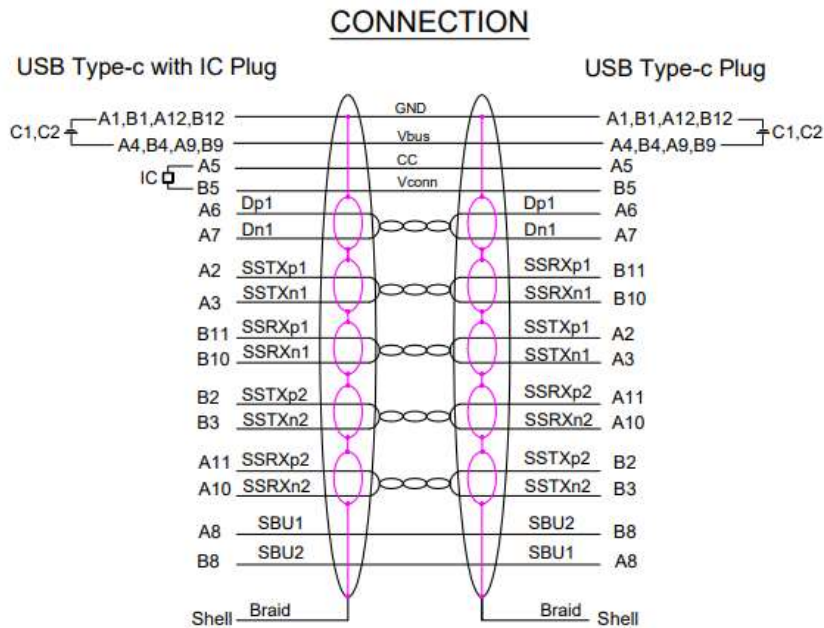 CONNECTION
USB Type-c with IC Plug
USB Type-c Plug
C1,C2 A1,B1,A12,B12 GND A1,B1,A12,B12 C1,C2
A4,B4,A9,B9 Vbus A4,B4,A9,B9
IC A5 CC A5
B5 Vconn B5
A6 Dp1 Dp1 A6
A7 Dn1 Dn1 A7
A2 SSTXp1 SSRXp1 B11
A3 SSTXn1 SSRXn1 B10
B11 SSRXp1 SSTXp1 A2
B10 SSRXn1 SSTXn1 A3
B2 SSTXp2 SSRXp2 A11
B3 SSTXn2 SSRXn2 A10
A11 SSRXp2 SSTXp2 B2
A10 SSRXn2 SSTXn2 B3
A8 SBU1 SBU2 B8
B8 SBU2 SBU1 A8
Shell Braid Braid Shell